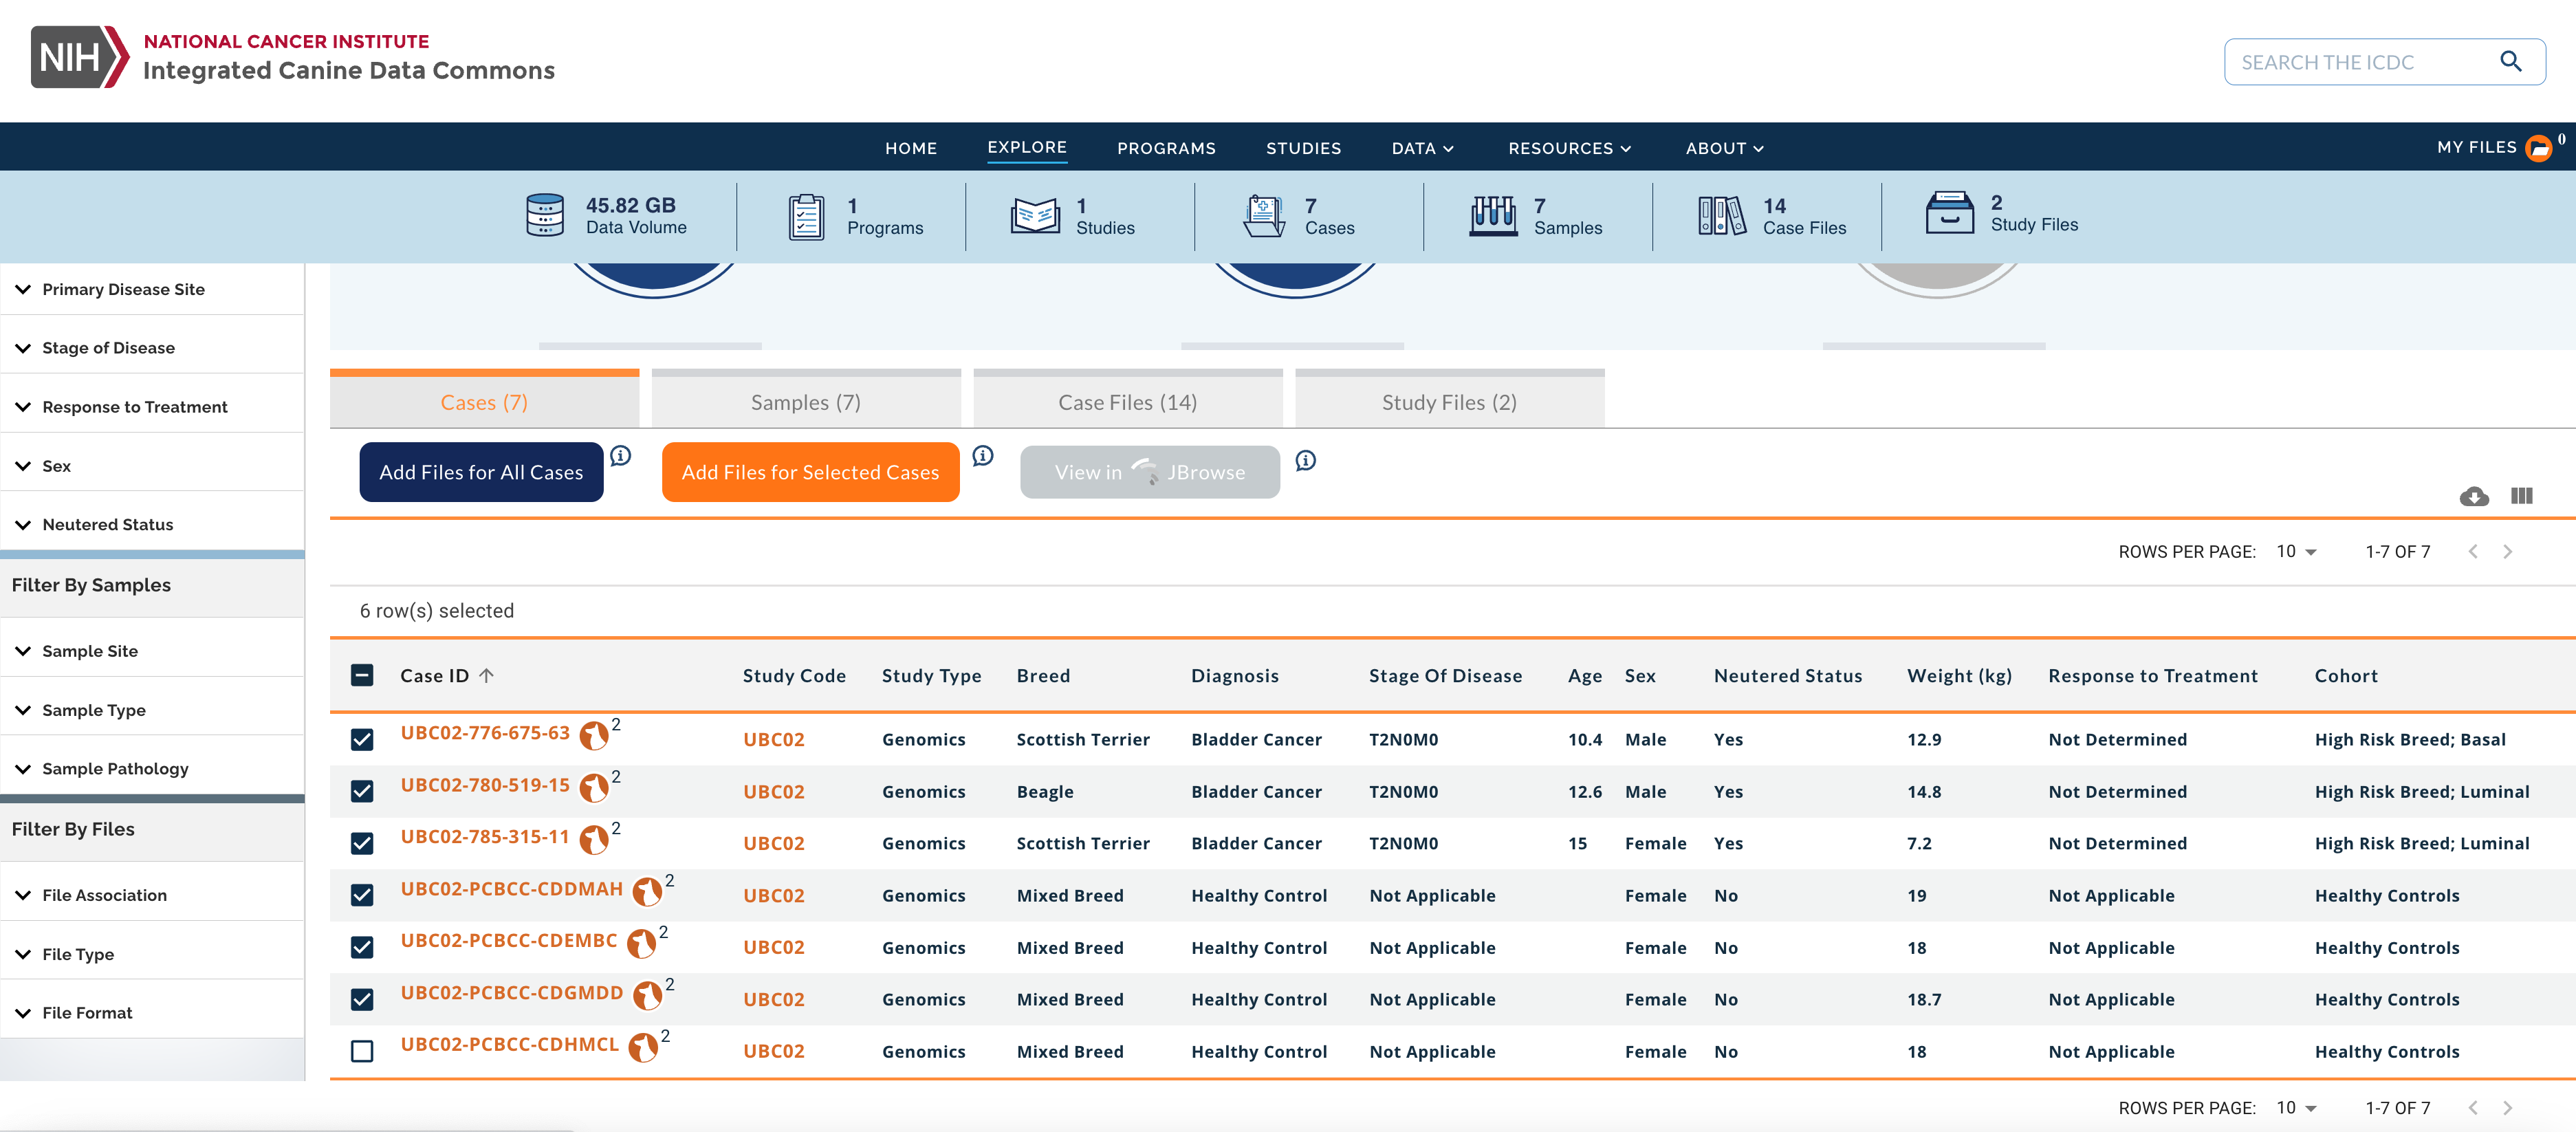 NIH NATIONAL CANCER INSTITUTE
Integrated Canine Data Commons
SEARCH THE ICDC
HOME EXPLORE PROGRAMS STUDIES DATA RESOURCES ABOUT MY FILES 0
45.82 GB Data Volume
1 Programs
1 Studies
7 Cases
7 Samples
14 Case Files
2 Study Files
Primary Disease Site
Stage of Disease
Response to Treatment
Sex
Neutered Status
Filter By Samples
Sample Site
Sample Type
Sample Pathology
Filter By Files
File Association
File Type
File Format
Cases (7) Samples (7) Case Files (14) Study Files (2)
Add Files for All Cases i Add Files for Selected Cases i View in JBrowse i
ROWS PER PAGE: 10 1-7 OF 7
6 row(s) selected
Case ID Study Code Study Type Breed Diagnosis Stage Of Disease Age Sex Neutered Status Weight (kg) Response to Treatment Cohort
UBC02-776-675-63 2 UBC02 Genomics Scottish Terrier Bladder Cancer T2N0M0 10.4 Male Yes 12.9 Not Determined High Risk Breed; Basal
UBC02-780-519-15 2 UBC02 Genomics Beagle Bladder Cancer T2N0M0 12.6 Male Yes 14.8 Not Determined High Risk Breed; Luminal
UBC02-785-315-11 2 UBC02 Genomics Scottish Terrier Bladder Cancer T2N0M0 15 Female Yes 7.2 Not Determined High Risk Breed; Luminal
UBC02-PCBCC-CDDMAH 2 UBC02 Genomics Mixed Breed Healthy Control Not Applicable Female No 19 Not Applicable Healthy Controls
UBC02-PCBCC-CDEMBC 2 UBC02 Genomics Mixed Breed Healthy Control Not Applicable Female No 18 Not Applicable Healthy Controls
UBC02-PCBCC-CDGMDD 2 UBC02 Genomics Mixed Breed Healthy Control Not Applicable Female No 18.7 Not Applicable Healthy Controls
UBC02-PCBCC-CDHMCL 2 UBC02 Genomics Mixed Breed Healthy Control Not Applicable Female No 18 Not Applicable Healthy Controls
ROWS PER PAGE: 10 1-7 OF 7